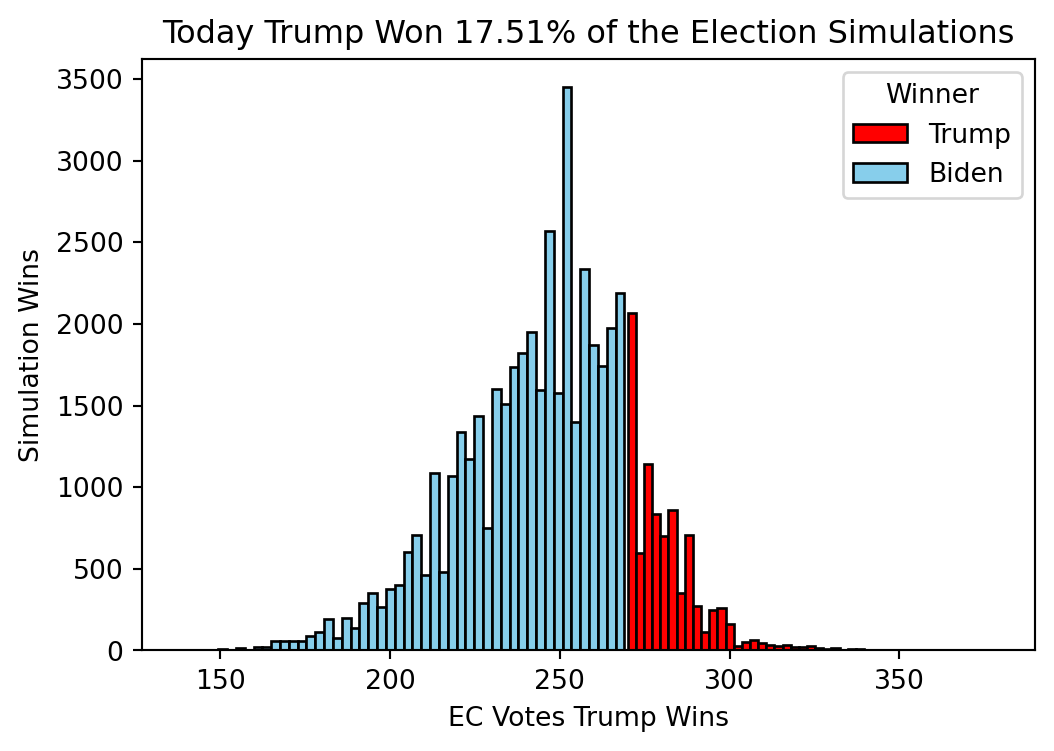 Today Trump Won 17.51% of the Election Simulations
3500
3000
2500
2000
1500
1000
500
0
Simulation Wins
Winner
Trump
Biden
150
200
250
300
350
EC Votes Trump Wins